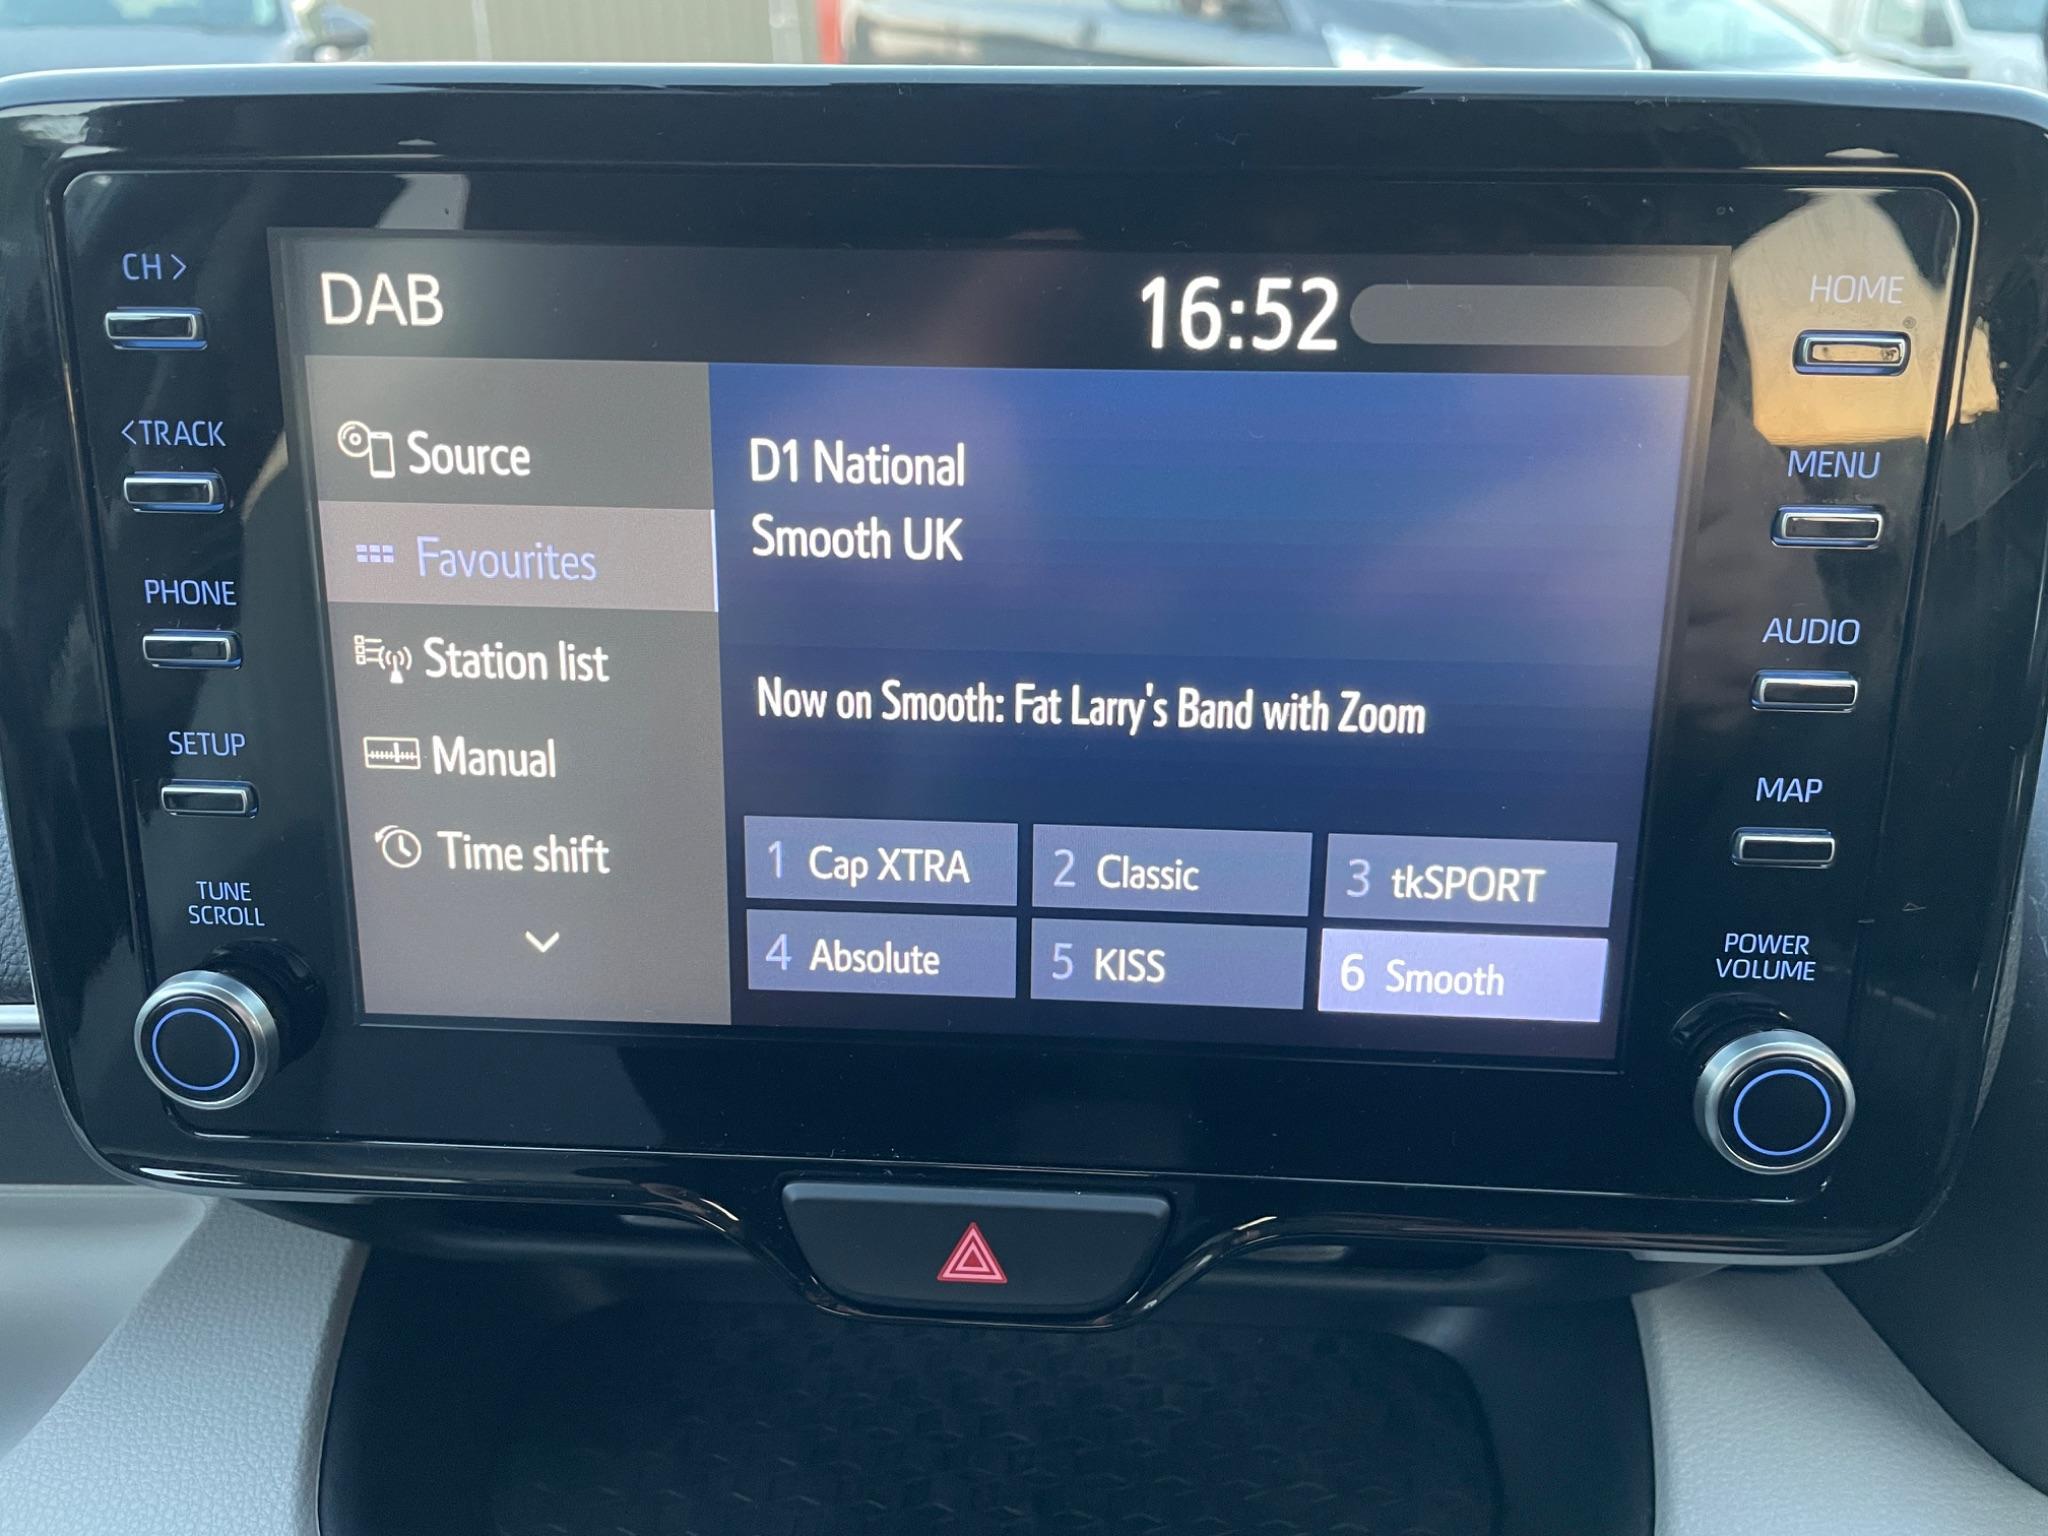 CH >
<TRACK
PHONE
SETUP
TUNE
SCROLL
DAB
16:52
Source
Favourites
Station list
Manual
Time shift
D1 National
Smooth UK
Now on Smooth: Fat Larry's Band with Zoom
1 Cap XTRA
2 Classic
3 tkSPORT
4 Absolute
5 KISS
6 Smooth
HOME
MENU
AUDIO
MAP
POWER
VOLUME